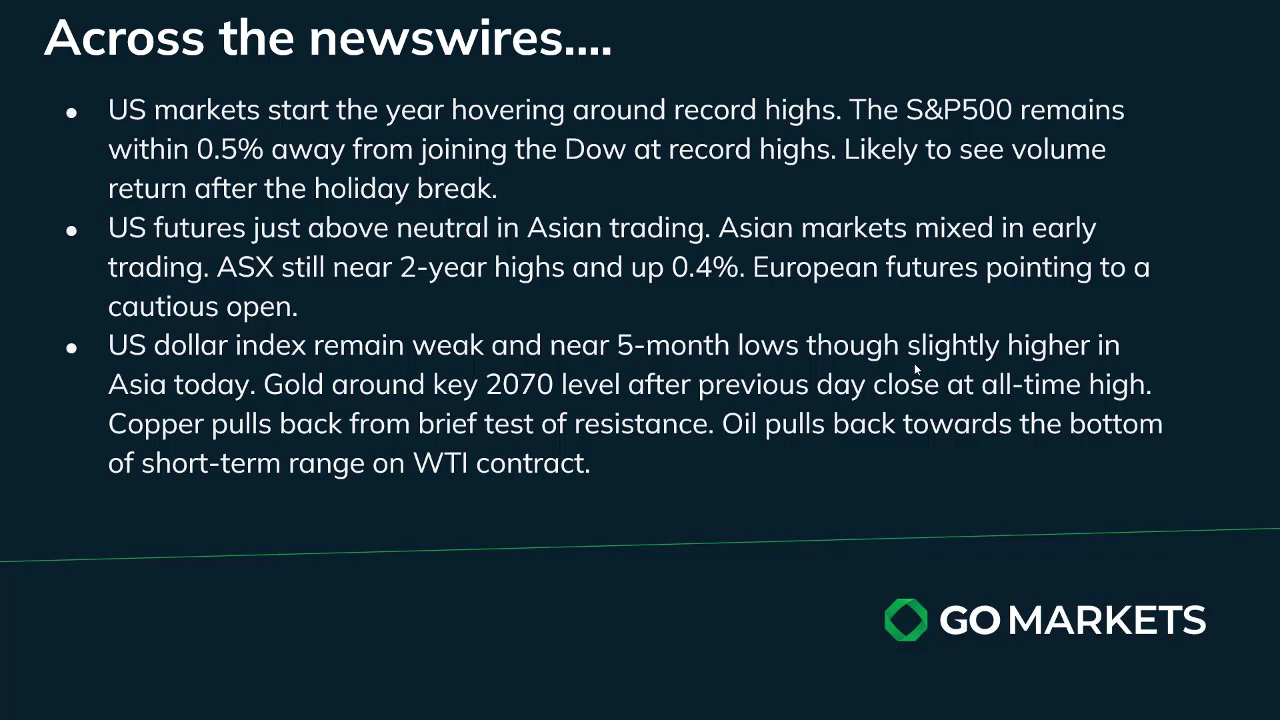 Across the newswires....
● US markets start the year hovering around record highs. The S&P500 remains
within 0.5% away from joining the Dow at record highs. Likely to see volume
return after the holiday break.
● US futures just above neutral in Asian trading. Asian markets mixed in early
trading. ASX still near 2-year highs and up 0.4%. European futures pointing to a
cautious open.
● US dollar index remain weak and near 5-month lows though slightly higher in
Asia today. Gold around key 2070 level after previous day close at all-time high.
Copper pulls back from brief test of resistance. Oil pulls back towards the bottom
of short-term range on WTI contract.
GO MARKETS